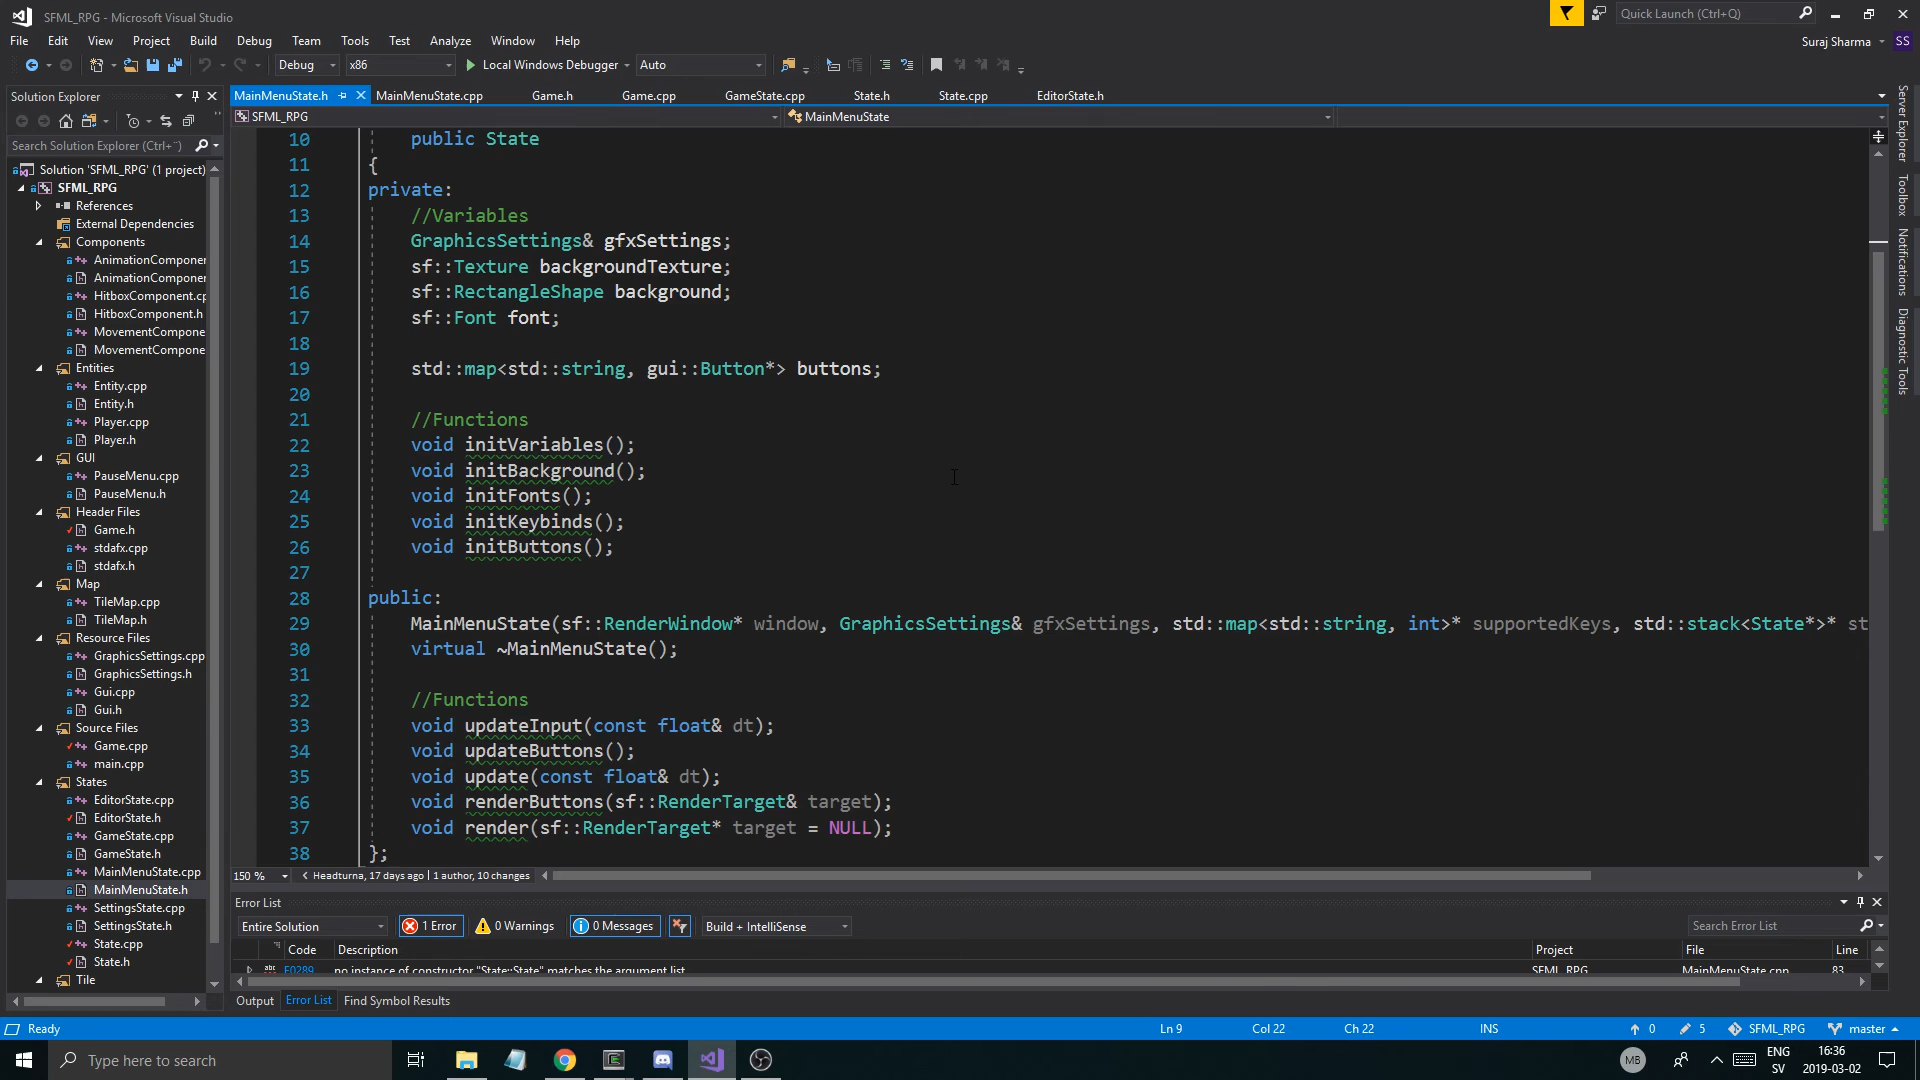 SFML_RPG - Microsoft Visual Studio
Quick Launch (Ctrl+Q)
File Edit View Project Build Debug Team Tools Test Analyze Window Help
Suraj Sharma SS
Debug x86 Local Windows Debugger Auto
Solution Explorer
Search Solution Explorer (Ctrl+¨)
Solution 'SFML_RPG' (1 project)
SFML_RPG
References
External Dependencies
Components
AnimationComponen
AnimationComponen
HitboxComponent.cp
HitboxComponent.h
MovementCompone
MovementCompone
Entities
Entity.cpp
Entity.h
Player.cpp
Player.h
GUI
PauseMenu.cpp
PauseMenu.h
Header Files
Game.h
stdafx.cpp
stdafx.h
Map
TileMap.cpp
TileMap.h
Resource Files
GraphicsSettings.cpp
GraphicsSettings.h
Gui.cpp
Gui.h
Source Files
Game.cpp
main.cpp
States
EditorState.cpp
EditorState.h
GameState.cpp
GameState.h
MainMenuState.cpp
MainMenuState.h
SettingsState.cpp
SettingsState.h
State.cpp
State.h
Tile
MainMenuState.h MainMenuState.cpp Game.h Game.cpp GameState.cpp State.h State.cpp EditorState.h
SFML_RPG MainMenuState
10 public State
11 {
12 private:
13 //Variables
14 GraphicsSettings& gfxSettings;
15 sf::Texture backgroundTexture;
16 sf::RectangleShape background;
17 sf::Font font;
18
19 std::map<std::string, gui::Button*> buttons;
20
21 //Functions
22 void initVariables();
23 void initBackground();
24 void initFonts();
25 void initKeybinds();
26 void initButtons();
27
28 public:
29 MainMenuState(sf::RenderWindow* window, GraphicsSettings& gfxSettings, std::map<std::string, int>* supportedKeys, std::stack<State*>* st
30 virtual ~MainMenuState();
31
32 //Functions
33 void updateInput(const float& dt);
34 void updateButtons();
35 void update(const float& dt);
36 void renderButtons(sf::RenderTarget& target);
37 void render(sf::RenderTarget* target = NULL);
38 };
150 % Headturna, 17 days ago | 1 author, 10 changes
Error List
Entire Solution 1 Error 0 Warnings 0 Messages Build + IntelliSense Search Error List
Code Description Project File Line
abc E0289 no instance of constructor "State::State" matches the argument list SFML_RPG MainMenuState.cpp 83
Output Error List Find Symbol Results
Ready Ln 9 Col 22 Ch 22 INS 0 5 SFML_RPG master
Server Explorer
Toolbox
Notifications
Diagnostic Tools
Type here to search
MB
ENG
SV
16:36
2019-03-02